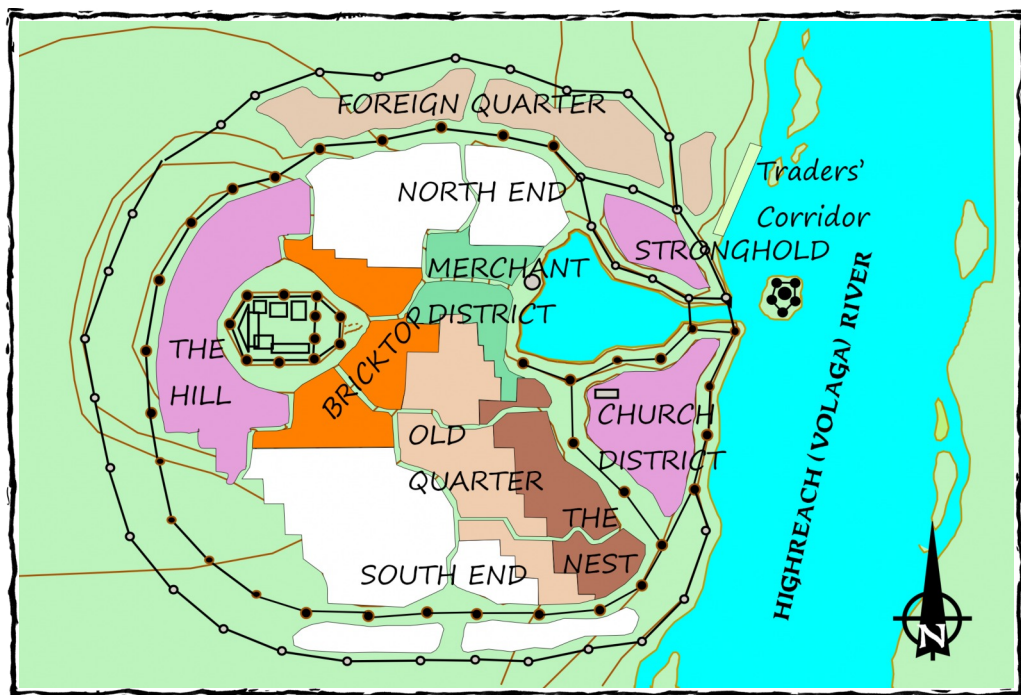 FOREIGN QUARTER
Traders'
Corridor
NORTH END
STRONGHOLD
MERCHANT
DISTRICT
THE
HILL
BRICKTOP
CHURCH
DISTRICT
OLD
QUARTER
THE
NEST
SOUTH END
HIGHREACH (VOLAGA) RIVER
N